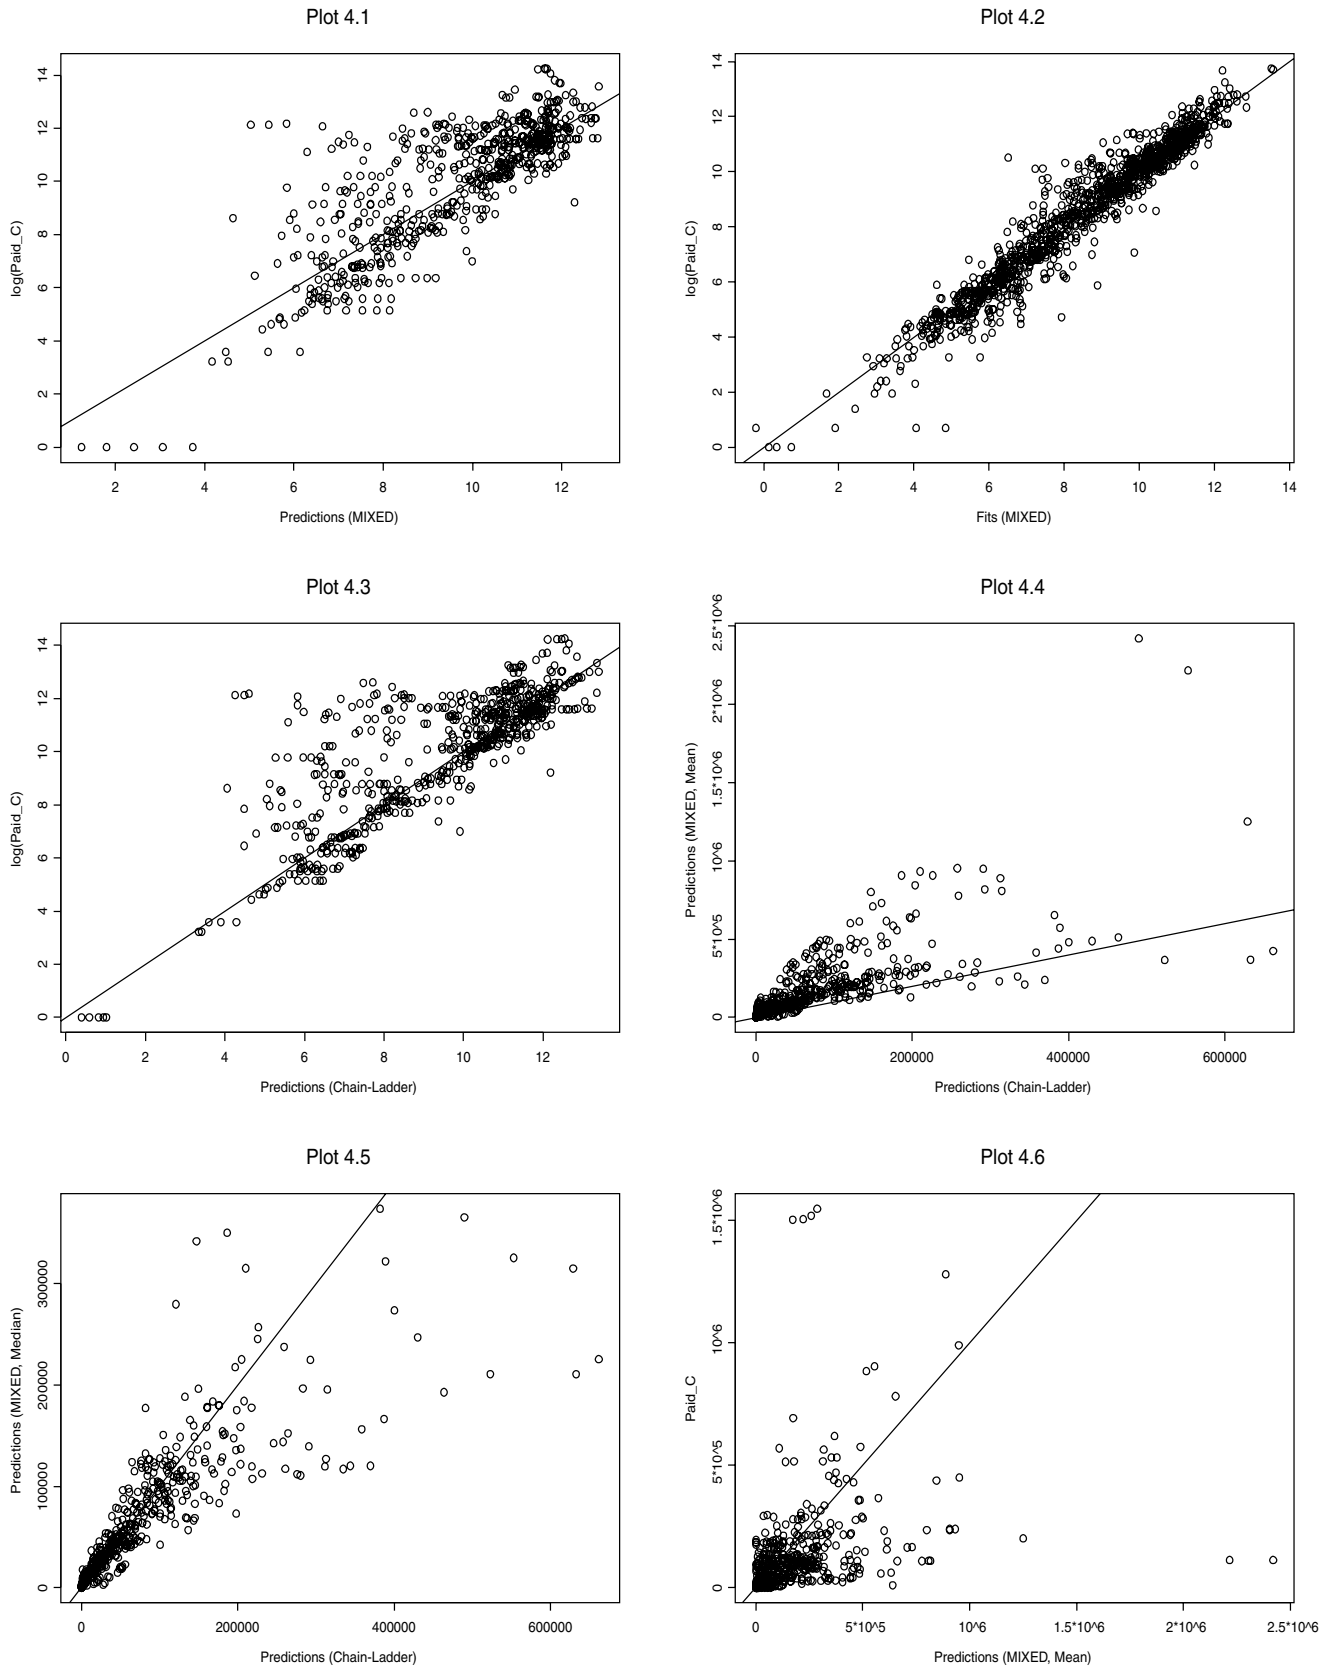 Plot 4.1
log(Paid_C)
0 2 4 6 8 10 12 14
2 4 6 8 10 12
Predictions (MIXED)
Plot 4.2
log(Paid_C)
0 2 4 6 8 10 12 14
0 2 4 6 8 10 12 14
Fits (MIXED)
Plot 4.3
log(Paid_C)
0 2 4 6 8 10 12 14
0 2 4 6 8 10 12
Predictions (Chain-Ladder)
Plot 4.4
Predictions (MIXED, Mean)
0 5*10^5 10^6 1.5*10^6 2*10^6 2.5*10^6
0 200000 400000 600000
Predictions (Chain-Ladder)
Plot 4.5
Predictions (MIXED, Median)
0 100000 200000 300000
0 200000 400000 600000
Predictions (Chain-Ladder)
Plot 4.6
Paid_C
0 5*10^5 10^6 1.5*10^6
0 5*10^5 10^6 1.5*10^6 2*10^6 2.5*10^6
Predictions (MIXED, Mean)